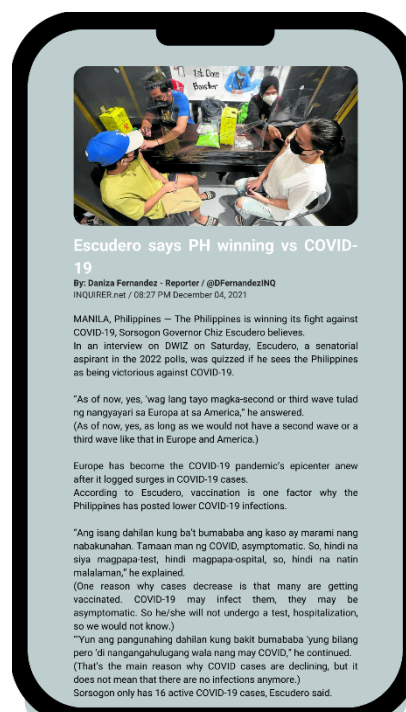 1st Dose
Booster
Escudero says PH winning vs COVID-
19
By: Daniza Fernandez - Reporter / @DFernandezINQ
INQUIRER.net / 08:27 PM December 04, 2021
MANILA, Philippines — The Philippines is winning its fight against
COVID-19, Sorsogon Governor Chiz Escudero believes.
In an interview on DWIZ on Saturday, Escudero, a senatorial
aspirant in the 2022 polls, was quizzed if he sees the Philippines
as being victorious against COVID-19.
“As of now, yes, 'wag lang tayo magka-second or third wave tulad
ng nangyayari sa Europa at sa America,” he answered.
(As of now, yes, as long as we would not have a second wave or a
third wave like that in Europe and America.)
Europe has become the COVID-19 pandemic’s epicenter anew
after it logged surges in COVID-19 cases.
According to Escudero, vaccination is one factor why the
Philippines has posted lower COVID-19 infections.
“Ang isang dahilan kung ba’t bumababa ang kaso ay marami nang
nabakunahan. Tamaan man ng COVID, asymptomatic. So, hindi na
siya magpapa-test, hindi magpapa-ospital, so, hindi na natin
malalaman,” he explained.
(One reason why cases decrease is that many are getting
vaccinated. COVID-19 may infect them, they may be
asymptomatic. So he/she will not undergo a test, hospitalization,
so we would not know.)
“'Yun ang pangunahing dahilan kung bakit bumababa 'yung bilang
pero 'di nangangahulugang wala nang may COVID,” he continued.
(That’s the main reason why COVID cases are declining, but it
does not mean that there are no infections anymore.)
Sorsogon only has 16 active COVID-19 cases, Escudero said.